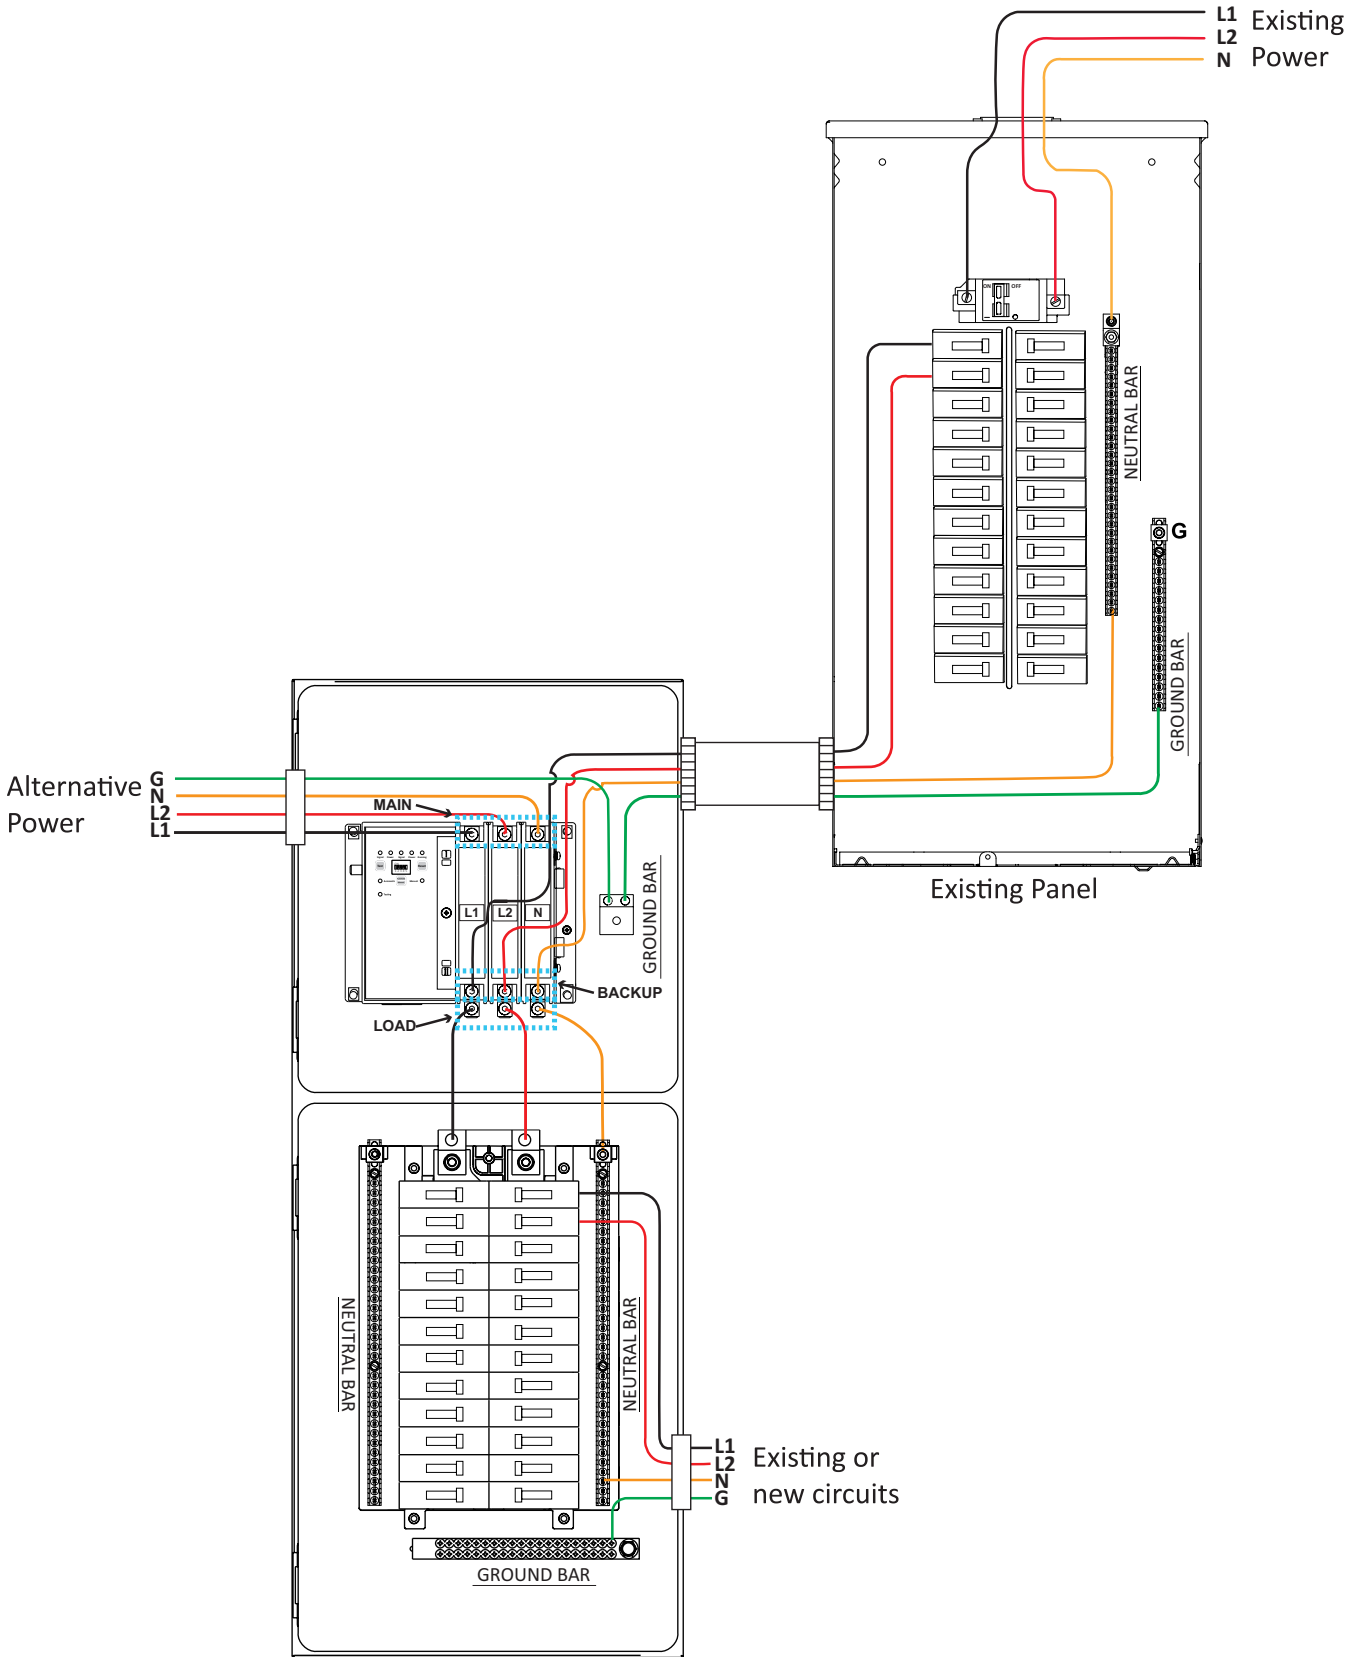 L1 Existing
L2
N Power
ON OFF
NEUTRAL BAR
G
GROUND BAR
Existing Panel
Alternative
Power
G
N
L2
L1
MAIN
L1 L2 N
GROUND BAR
BACKUP
LOAD
NEUTRAL BAR
NEUTRAL BAR
L1
L2
N
G
Existing or
new circuits
GROUND BAR